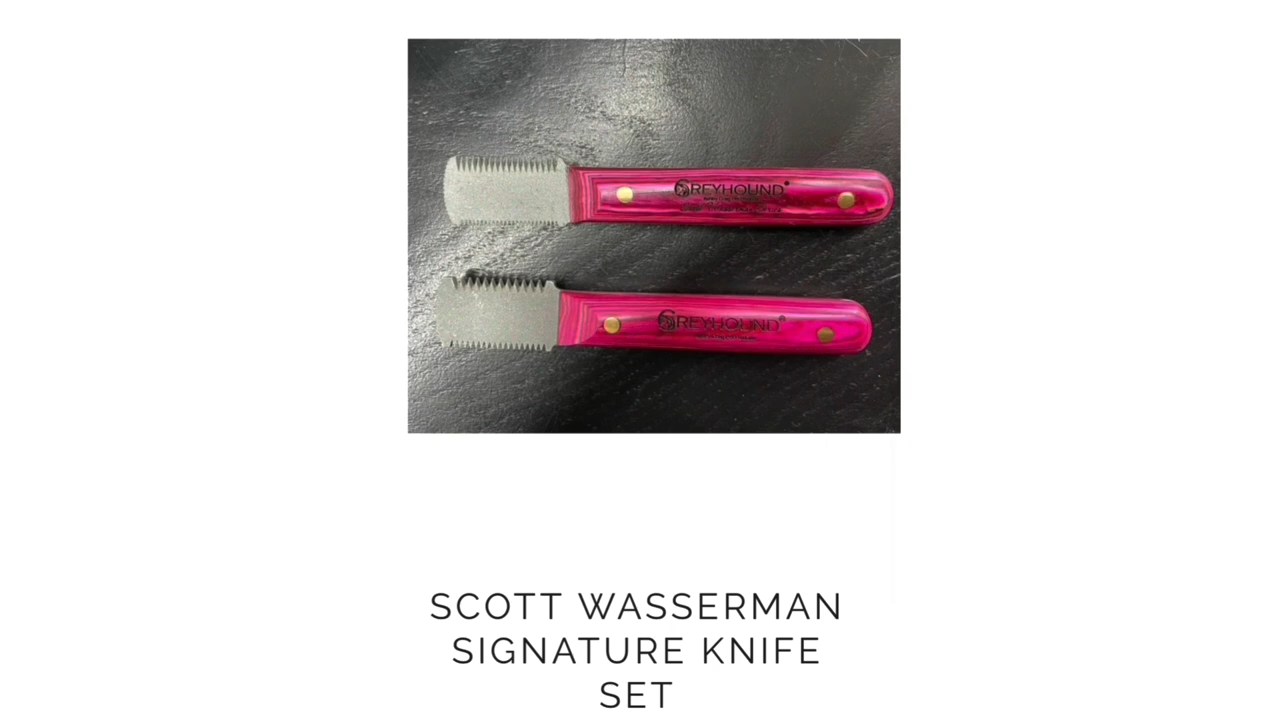 GREYHOUND®
GREYHOUND®
SCOTT WASSERMAN
SIGNATURE KNIFE
SET